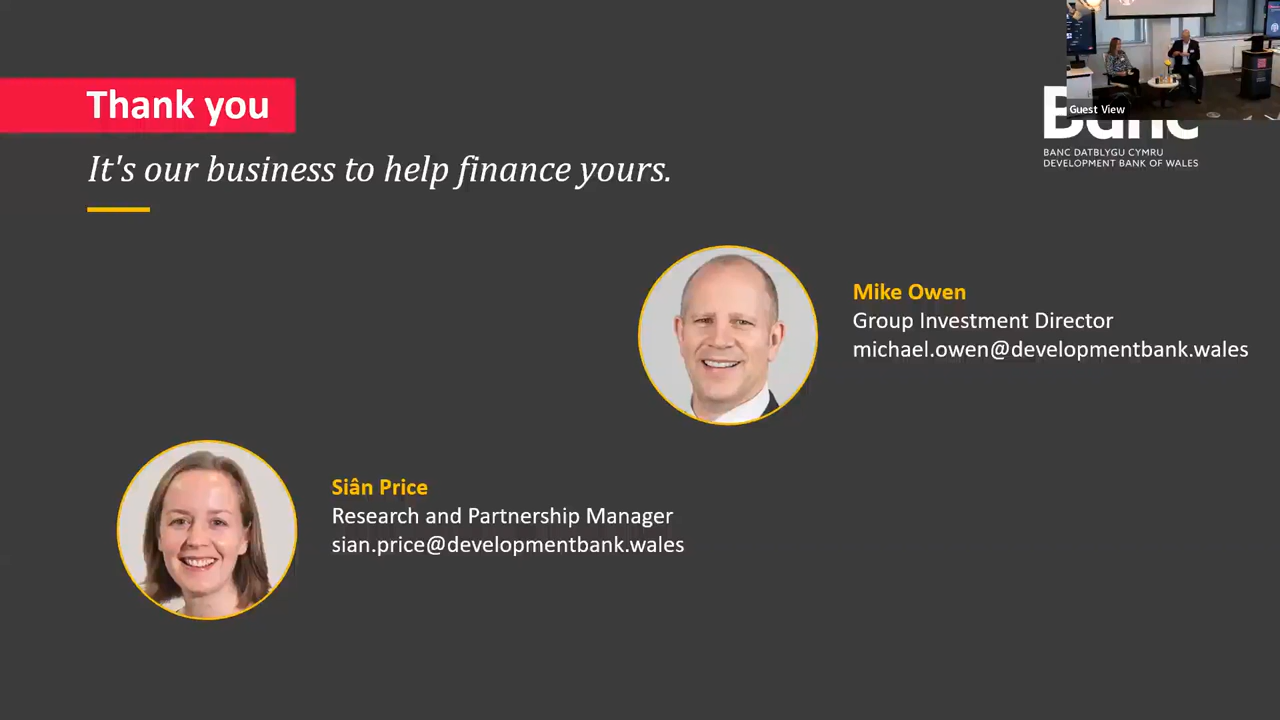 Thank you
It's our business to help finance yours.
Guest View
Banc
BANC DATBLYGU CYMRU
DEVELOPMENT BANK OF WALES
Mike Owen
Group Investment Director
michael.owen@developmentbank.wales
Siân Price
Research and Partnership Manager
sian.price@developmentbank.wales